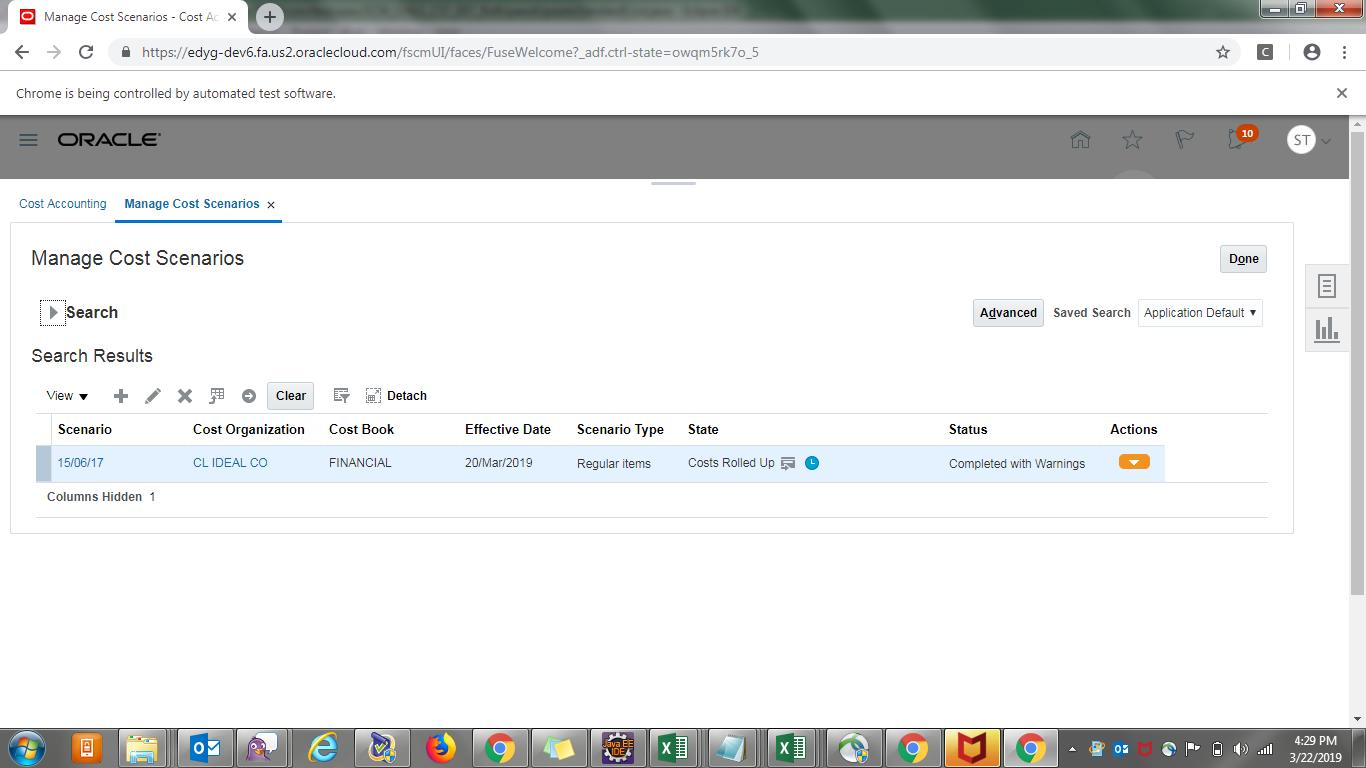 Manage Cost Scenarios - Cost Ac
https://edyg-dev6.fa.us2.oraclecloud.com/fscmUI/faces/FuseWelcome?_adf.ctrl-state=owqm5rk7o_5
Chrome is being controlled by automated test software.
ORACLE
10
ST
Cost Accounting Manage Cost Scenarios
Manage Cost Scenarios
Done
Search Advanced Saved Search Application Default
Search Results
View Clear Detach
Scenario Cost Organization Cost Book Effective Date Scenario Type State Status Actions
15/06/17 CL IDEAL CO FINANCIAL 20/Mar/2019 Regular items Costs Rolled Up Completed with Warnings
Columns Hidden 1
Java EE
IDE
4:29 PM
3/22/2019